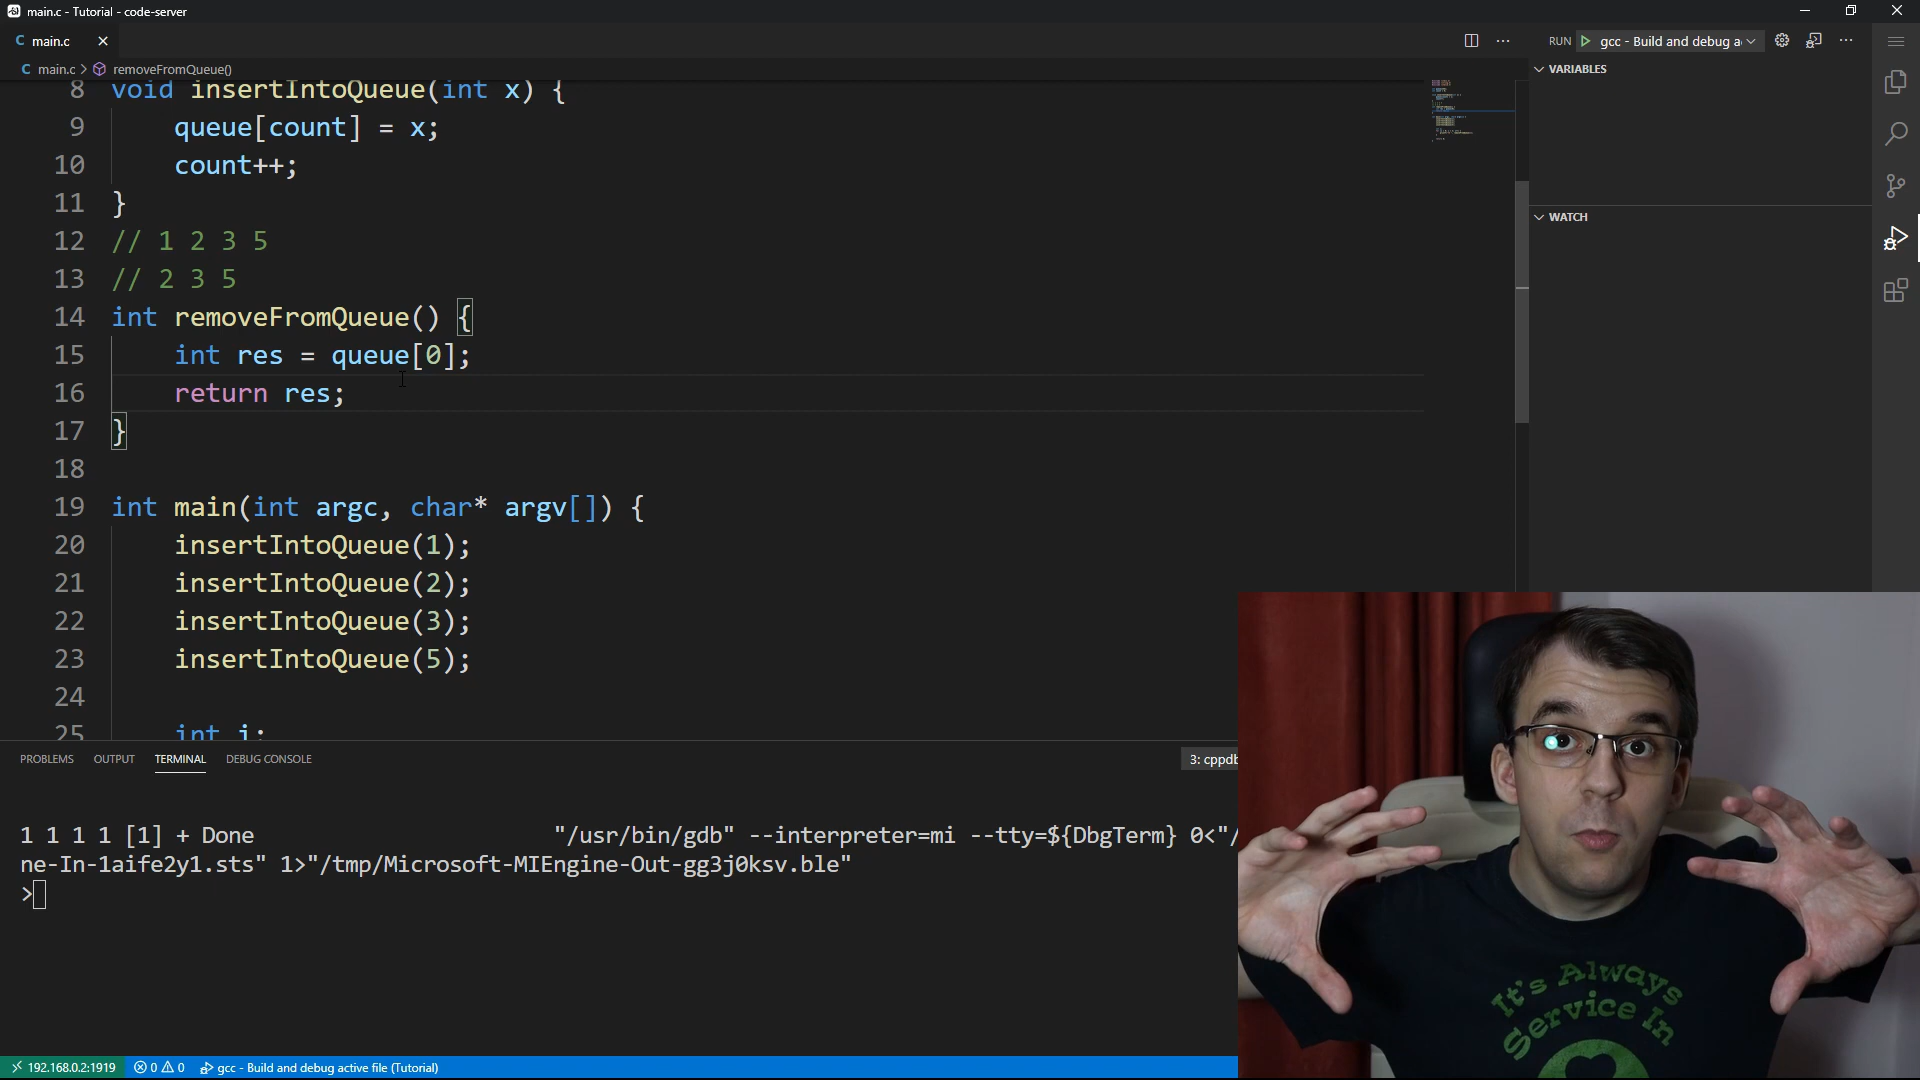 main.c - Tutorial - code-server
C main.c
RUN gcc - Build and debug a
C main.c > removeFromQueue()
VARIABLES
8 void insertIntoQueue(int x) {
9 queue[count] = x;
10 count++;
11 }
12 // 1 2 3 5
13 // 2 3 5
14 int removeFromQueue() {
15 int res = queue[0];
16 return res;
17 }
18
19 int main(int argc, char* argv[]) {
20 insertIntoQueue(1);
21 insertIntoQueue(2);
22 insertIntoQueue(3);
23 insertIntoQueue(5);
24
25 int i;
WATCH
PROBLEMS OUTPUT TERMINAL DEBUG CONSOLE
3: cppdb
1 1 1 1 [1] + Done "/usr/bin/gdb" --interpreter=mi --tty=${DbgTerm} 0<"/
ne-In-1aife2y1.sts" 1>"/tmp/Microsoft-MIEngine-Out-gg3j0ksv.ble"
>
It's Always
Service In
192.168.0.2:1919 0 0 gcc - Build and debug active file (Tutorial)